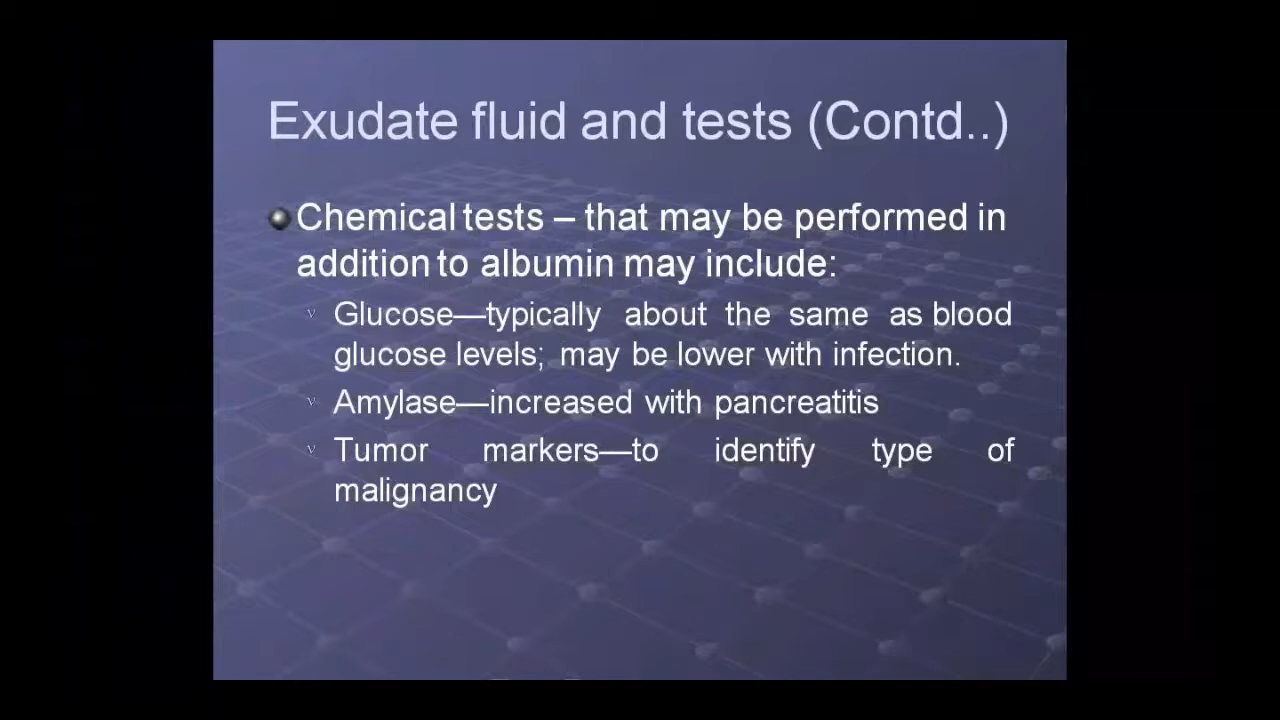 Exudate fluid and tests (Contd..)
Chemical tests – that may be performed in
addition to albumin may include:
Glucose—typically about the same as blood
glucose levels; may be lower with infection.
Amylase—increased with pancreatitis
Tumor markers—to identify type of
malignancy